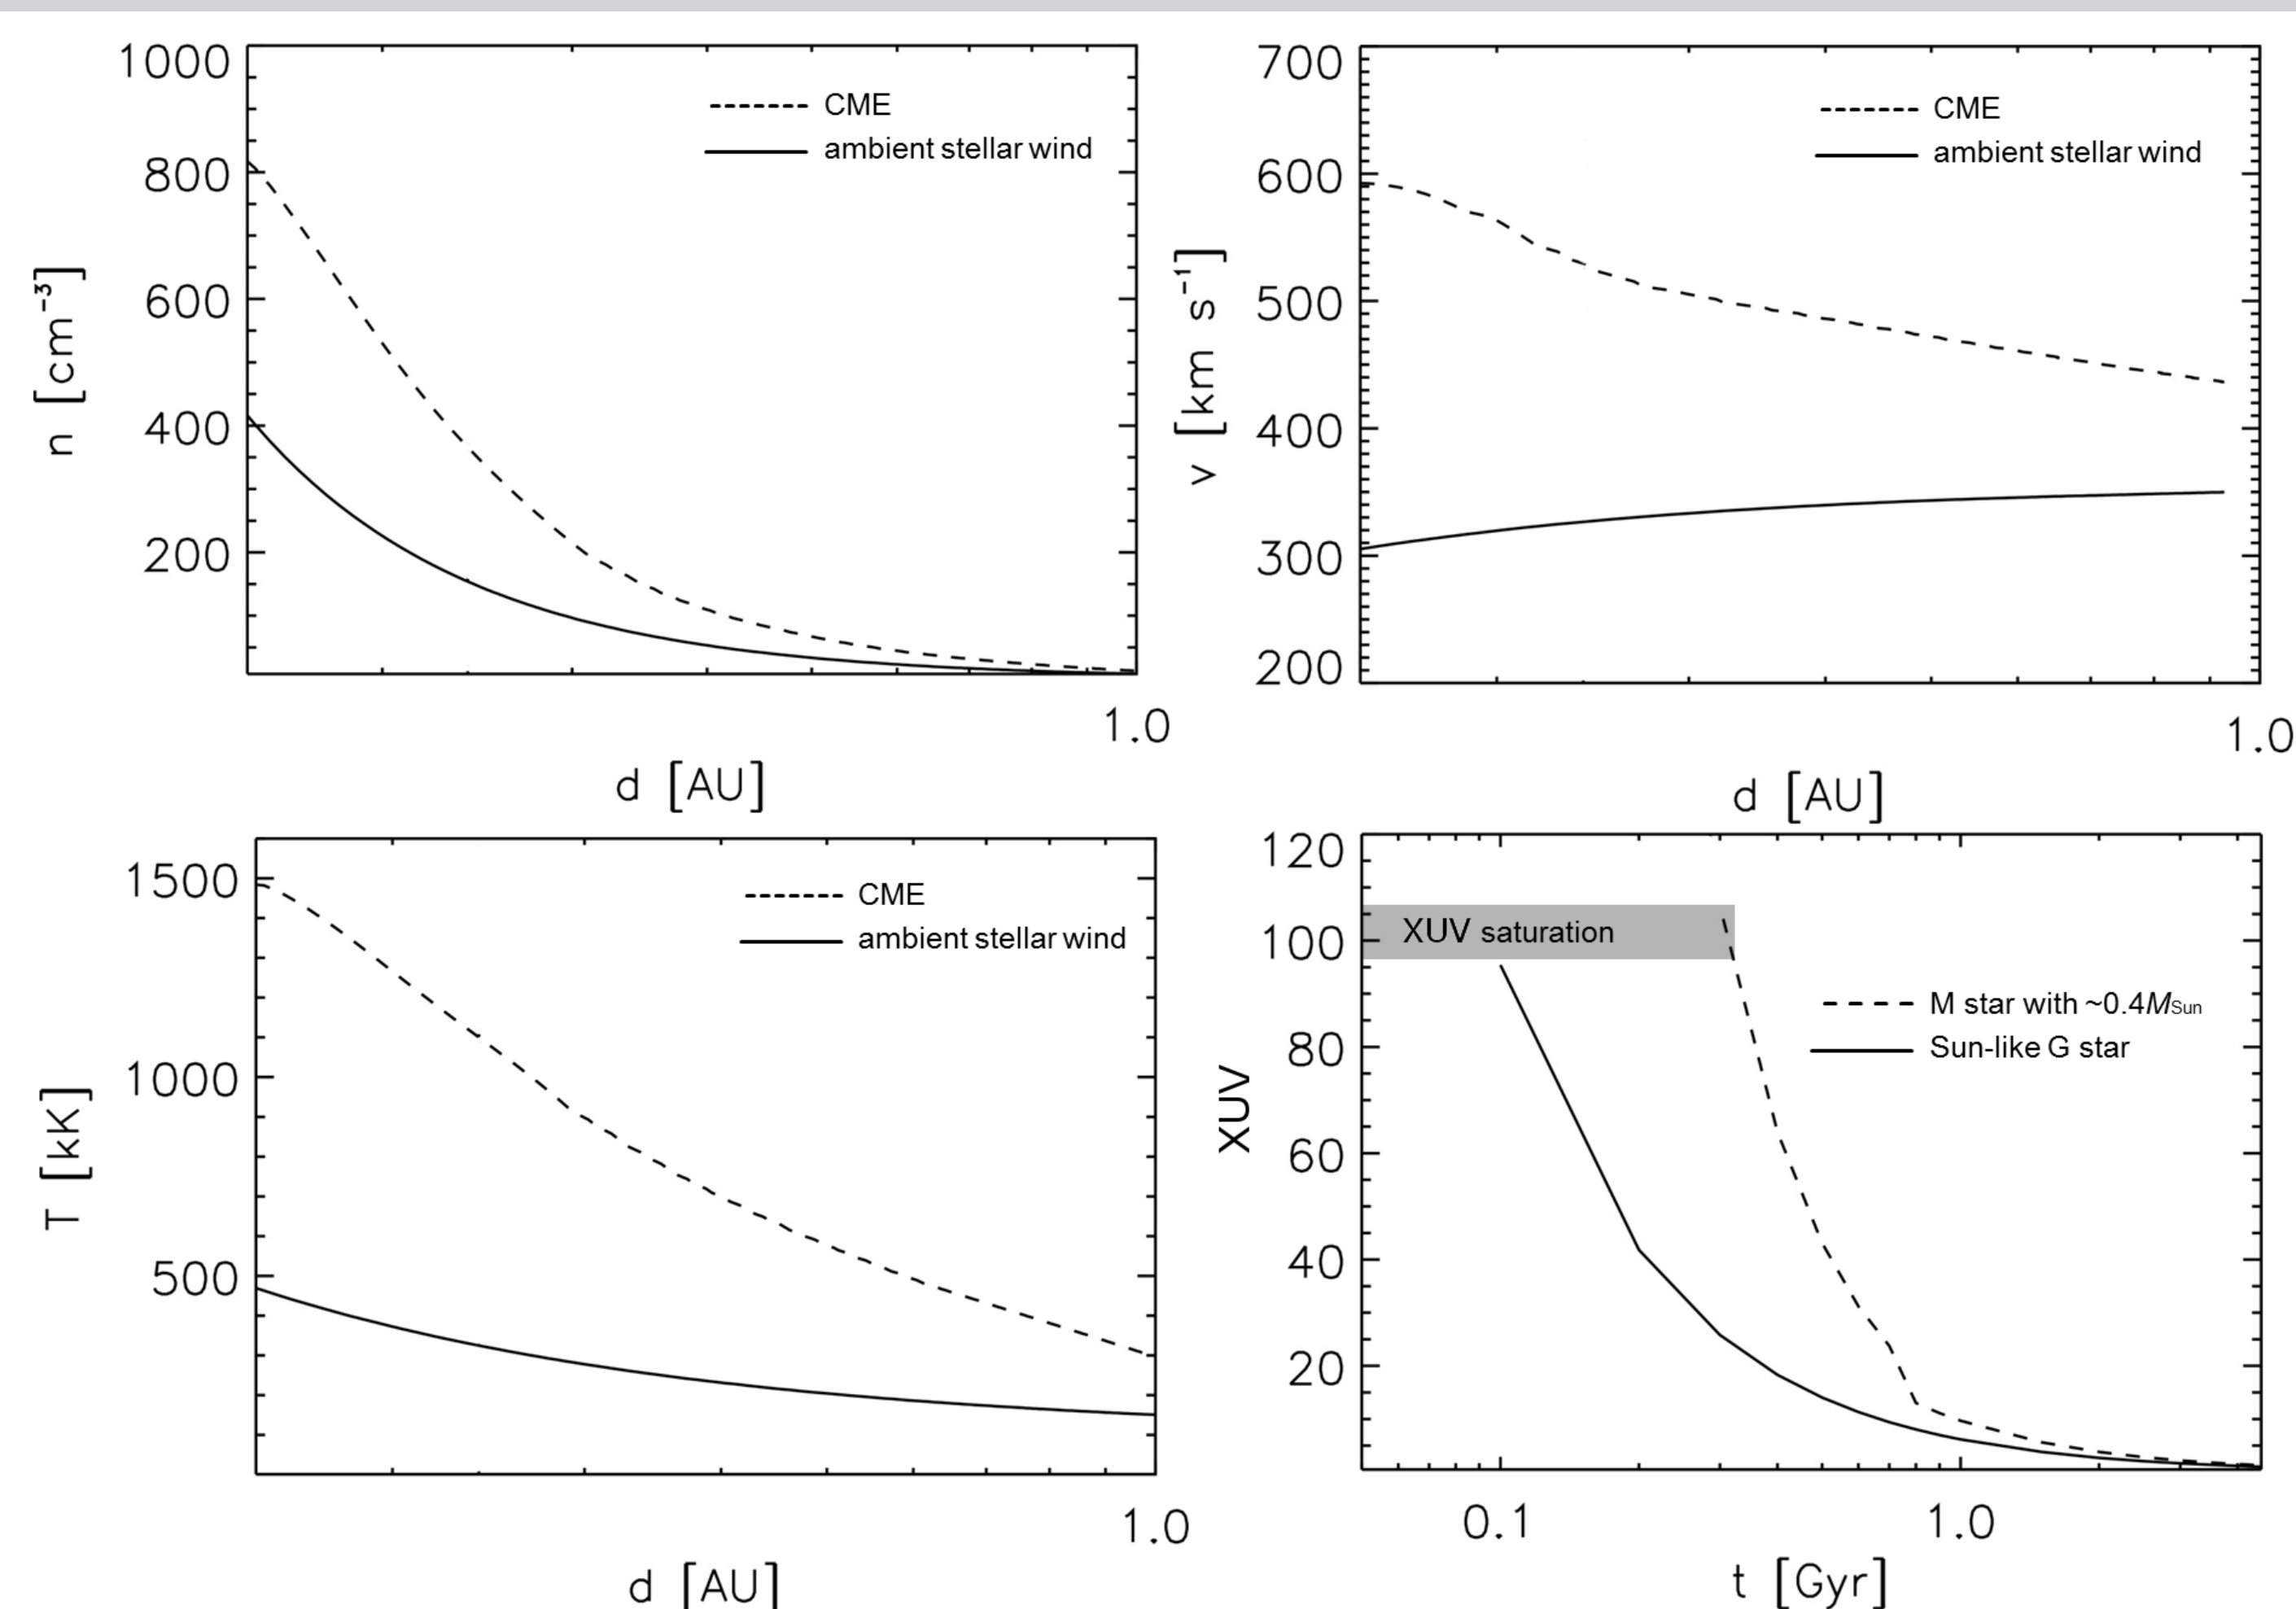 1000
800
600
400
200
n [cm⁻³]
CME
ambient stellar wind
1.0
d [AU]
700
600
500
400
300
200
v [km s⁻¹]
CME
ambient stellar wind
1.0
d [AU]
1500
1000
500
T [kK]
CME
ambient stellar wind
1.0
d [AU]
120
100
80
60
40
20
XUV
XUV saturation
M star with ~0.4MSun
Sun-like G star
0.1 1.0
t [Gyr]